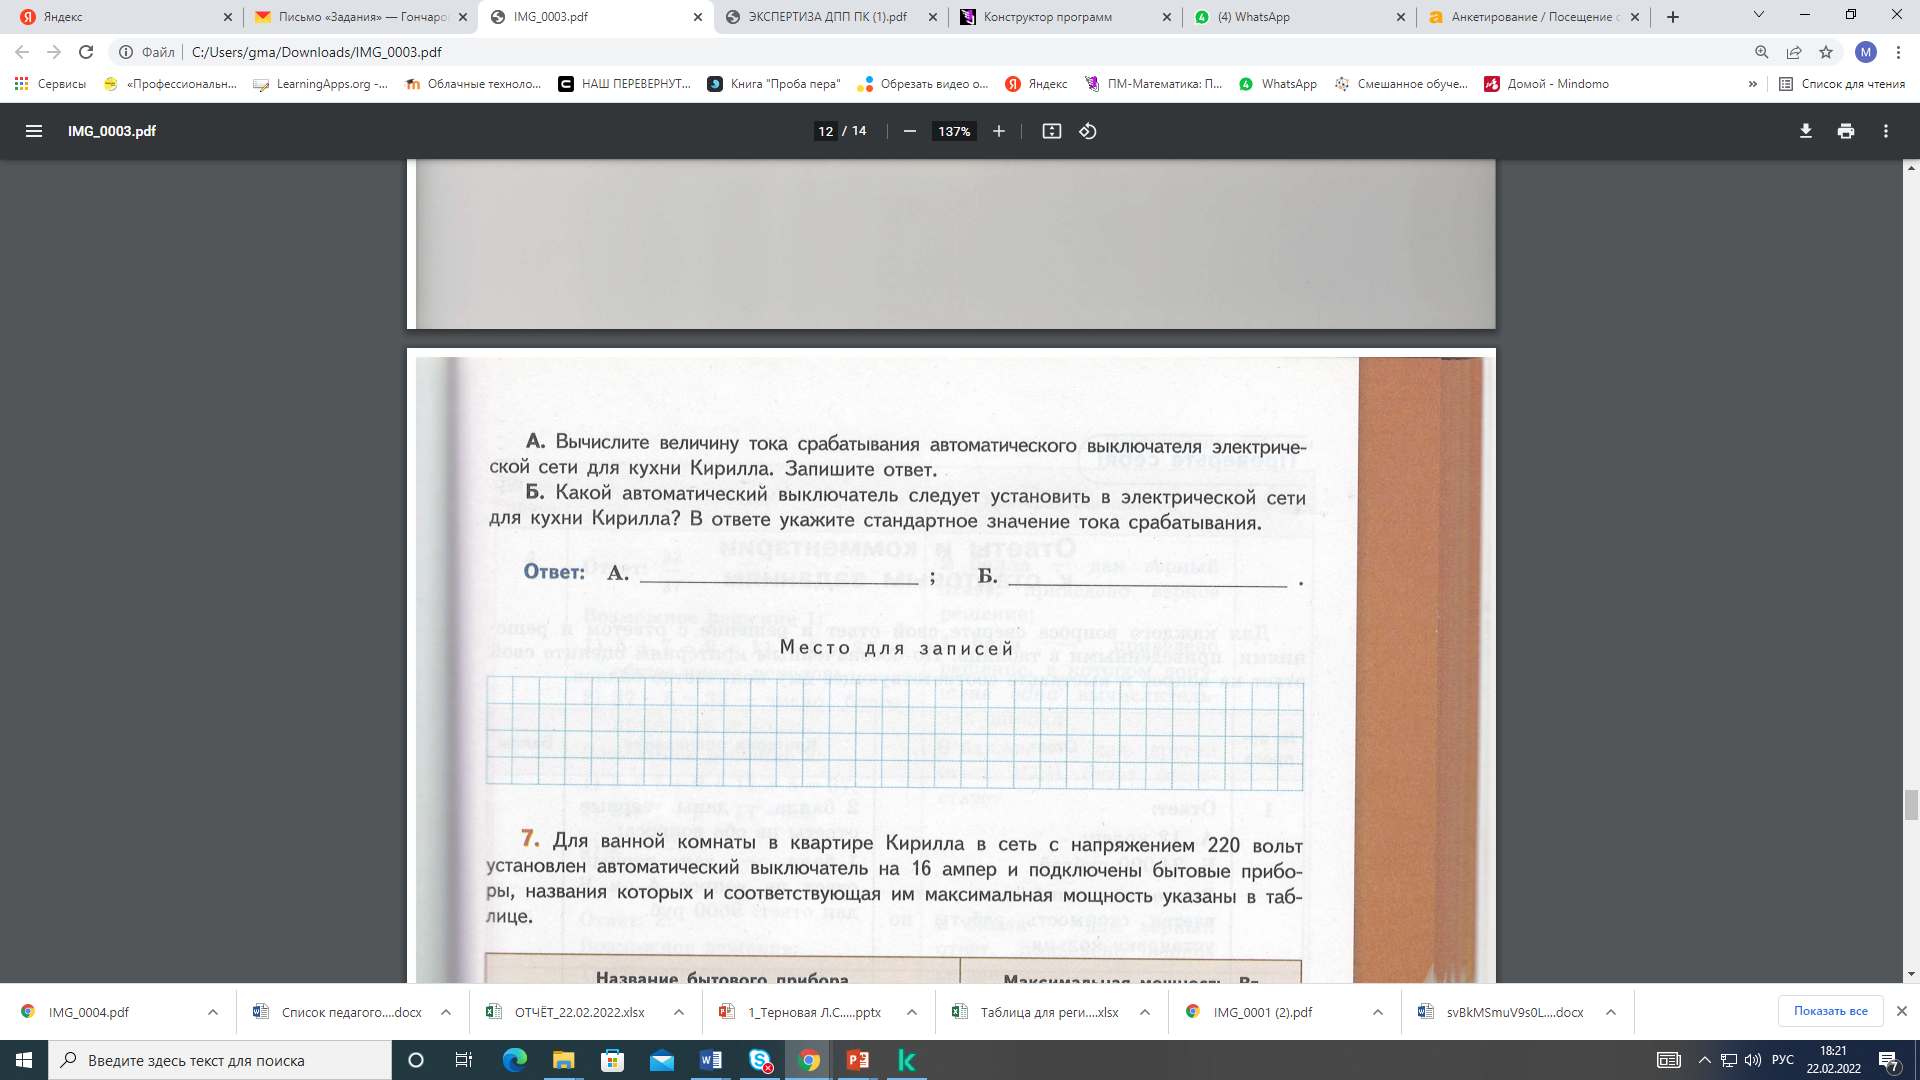 Яндекс
Письмо «Задания» — Гончаро
IMG_0003.pdf
ЭКСПЕРТИЗА ДПП ПК (1).pdf
Конструктор программ
(4) WhatsApp
Анкетирование / Посещение с
Файл
C:/Users/gma/Downloads/IMG_0003.pdf
M
Сервисы
«Профессиональн...
LearningApps.org -...
Облачные техноло...
НАШ ПЕРЕВЕРНУТ...
Книга "Проба пера"
Обрезать видео о...
Яндекс
ПМ-Математика: П...
WhatsApp
Смешанное обуче...
Домой - Mindomo
»
Список для чтения
IMG_0003.pdf
12 / 14
137%
А. Вычислите величину тока срабатывания автоматического выключателя электриче-
ской сети для кухни Кирилла. Запишите ответ.
Б. Какой автоматический выключатель следует установить в электрической сети
для кухни Кирилла? В ответе укажите стандартное значение тока срабатывания.
Ответ: А. ; Б. .
Место для записей
7. Для ванной комнаты в квартире Кирилла в сеть с напряжением 220 вольт
установлен автоматический выключатель на 16 ампер и подключены бытовые прибо-
ры, названия которых и соответствующая им максимальная мощность указаны в таб-
лице.
Название бытового прибора
Максимальная мощность, Вт
IMG_0004.pdf
Список педагого....docx
ОТЧЁТ_22.02.2022.xlsx
1_Терновая Л.С.....pptx
Таблица для реги....xlsx
IMG_0001 (2).pdf
svBkMSmuV9s0L....docx
Показать все
Введите здесь текст для поиска
РУС
18:21
22.02.2022
7